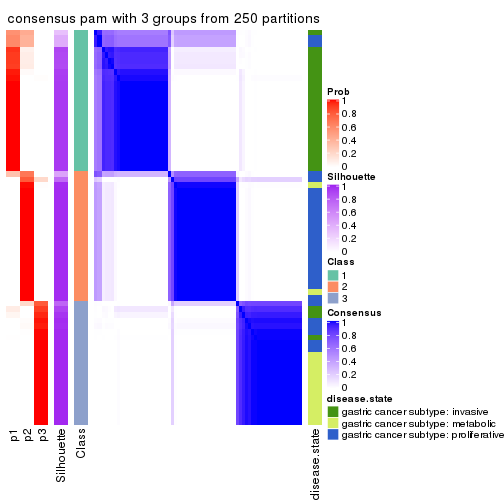 consensus pam with 3 groups from 250 partitions
Prob
1
0.8
0.6
0.4
0.2
0
Silhouette
1
0.8
0.6
0.4
0.2
0
Class
1
2
3
Consensus
1
0.8
0.6
0.4
0.2
0
disease.state
gastric cancer subtype: invasive
gastric cancer subtype: metabolic
gastric cancer subtype: proliferative
p1
p2
p3
Silhouette
Class
disease.state